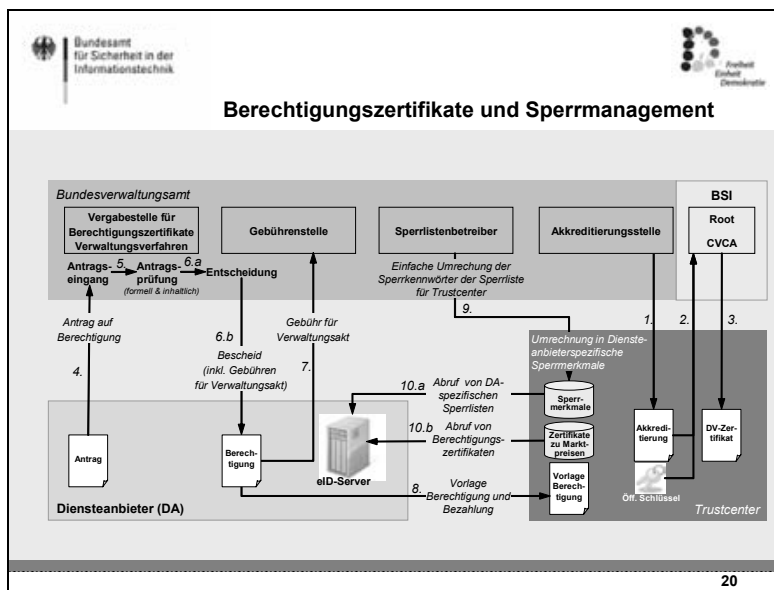 Bundesamt
für Sicherheit in der
Informationstechnik
Freiheit
Einheit
Demokratie
Berechtigungszertifikate und Sperrmanagement
Bundesverwaltungsamt
BSI
Vergabestelle für
Berechtigungszertifikate
Verwaltungsverfahren
Gebührenstelle
Sperrlistenbetreiber
Akkreditierungsstelle
Root
CVCA
Antrags-
eingang
5.
Antrags-
prüfung
(formell & inhaltlich)
6.a
Entscheidung
Einfache Umrechung der
Sperrkennwörter der Sperrliste
für Trustcenter
9.
Antrag auf
Berechtigung
4.
6.b
Bescheid
(inkl. Gebühren
für Verwaltungsakt)
Gebühr für
Verwaltungsakt
7.
1.
2.
3.
Umrechnung in Dienste-
anbieterspezifische
Sperrmerkmale
10.a
Abruf von DA-
spezifischen
Sperrlisten
Sperr-
merkmale
10.b
Abruf von
Berechtigungs-
zertifikaten
Zertifikate
zu Markt-
preisen
Akkredi-
tierung
DV-Zer-
tifikat
Antrag
Berech-
tigung
eID-Server
8.
Vorlage
Berechtigung und
Bezahlung
Vorlage
Berech-
tigung
Öff. Schlüssel
Diensteanbieter (DA)
Trustcenter
20